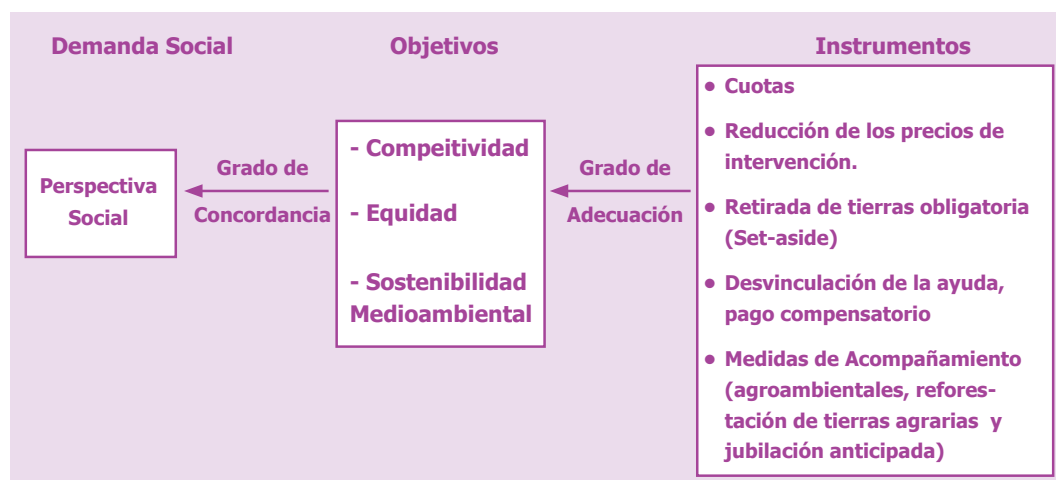 Demanda Social
Objetivos
Instrumentos
Perspectiva
Social
Grado de
Concordancia
- Compeitividad
- Equidad
- Sostenibilidad
Medioambiental
Grado de
Adecuación
• Cuotas
• Reducción de los precios de
intervención.
• Retirada de tierras obligatoria
(Set-aside)
• Desvinculación de la ayuda,
pago compensatorio
• Medidas de Acompañamiento
(agroambientales, refores-
tación de tierras agrarias y
jubilación anticipada)